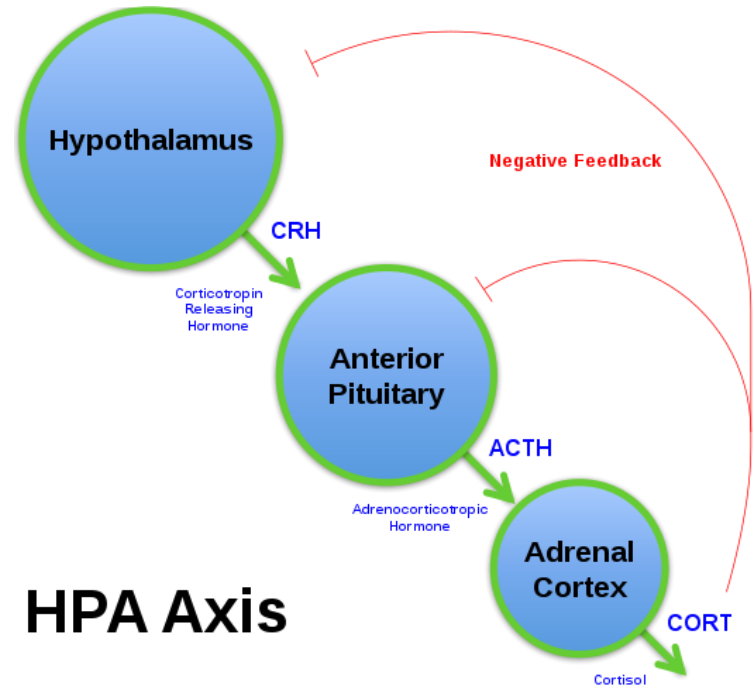 Hypothalamus
Negative Feedback
CRH
Corticotropin
Releasing
Hormone
Anterior
Pituitary
ACTH
Adrenocorticotropic
Hormone
Adrenal
Cortex
HPA Axis
CORT
Cortisol